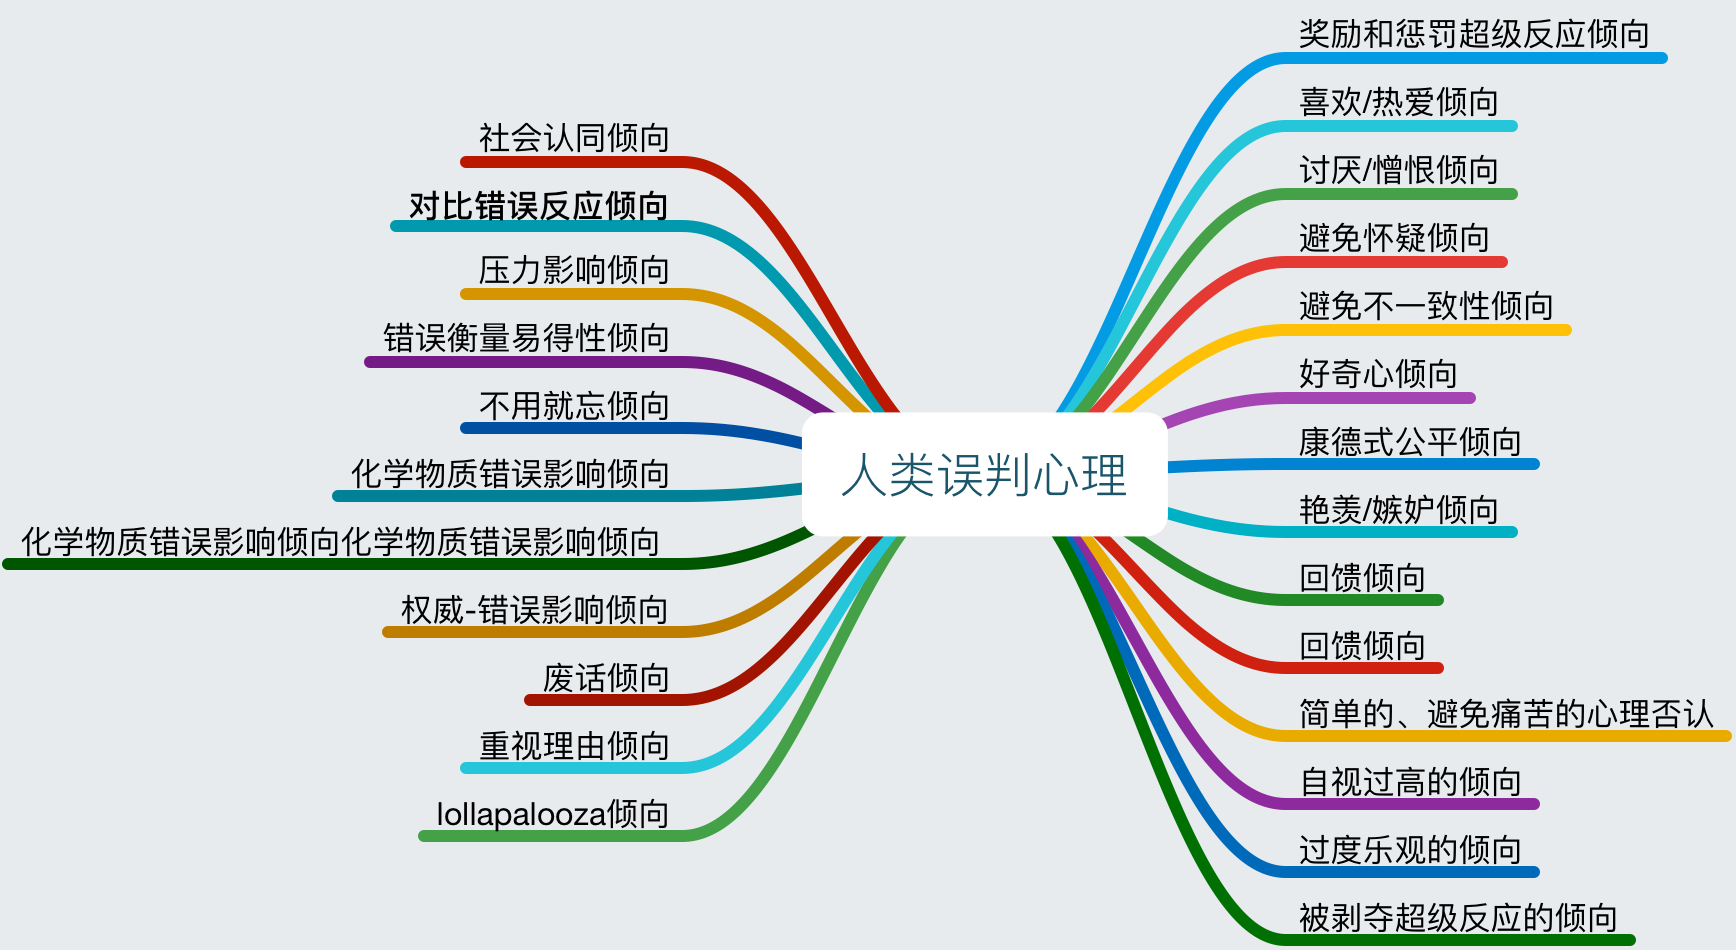 人类误判心理
奖励和惩罚超级反应倾向
喜欢/热爱倾向
讨厌/憎恨倾向
避免怀疑倾向
避免不一致性倾向
好奇心倾向
康德式公平倾向
艳羡/嫉妒倾向
回馈倾向
回馈倾向
简单的、避免痛苦的心理否认
自视过高的倾向
过度乐观的倾向
被剥夺超级反应的倾向
社会认同倾向
对比错误反应倾向
压力影响倾向
错误衡量易得性倾向
不用就忘倾向
化学物质错误影响倾向
化学物质错误影响倾向化学物质错误影响倾向
权威-错误影响倾向
废话倾向
重视理由倾向
lollapalooza倾向